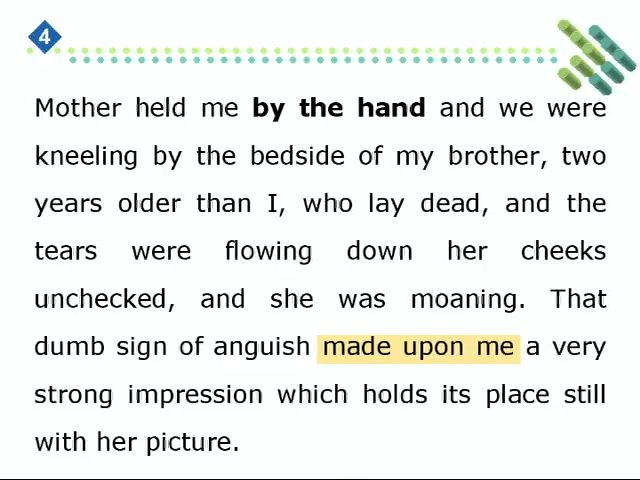 4
Mother held me by the hand and we were
kneeling by the bedside of my brother, two
years older than I, who lay dead, and the
tears were flowing down her cheeks
unchecked, and she was moaning. That
dumb sign of anguish made upon me a very
strong impression which holds its place still
with her picture.